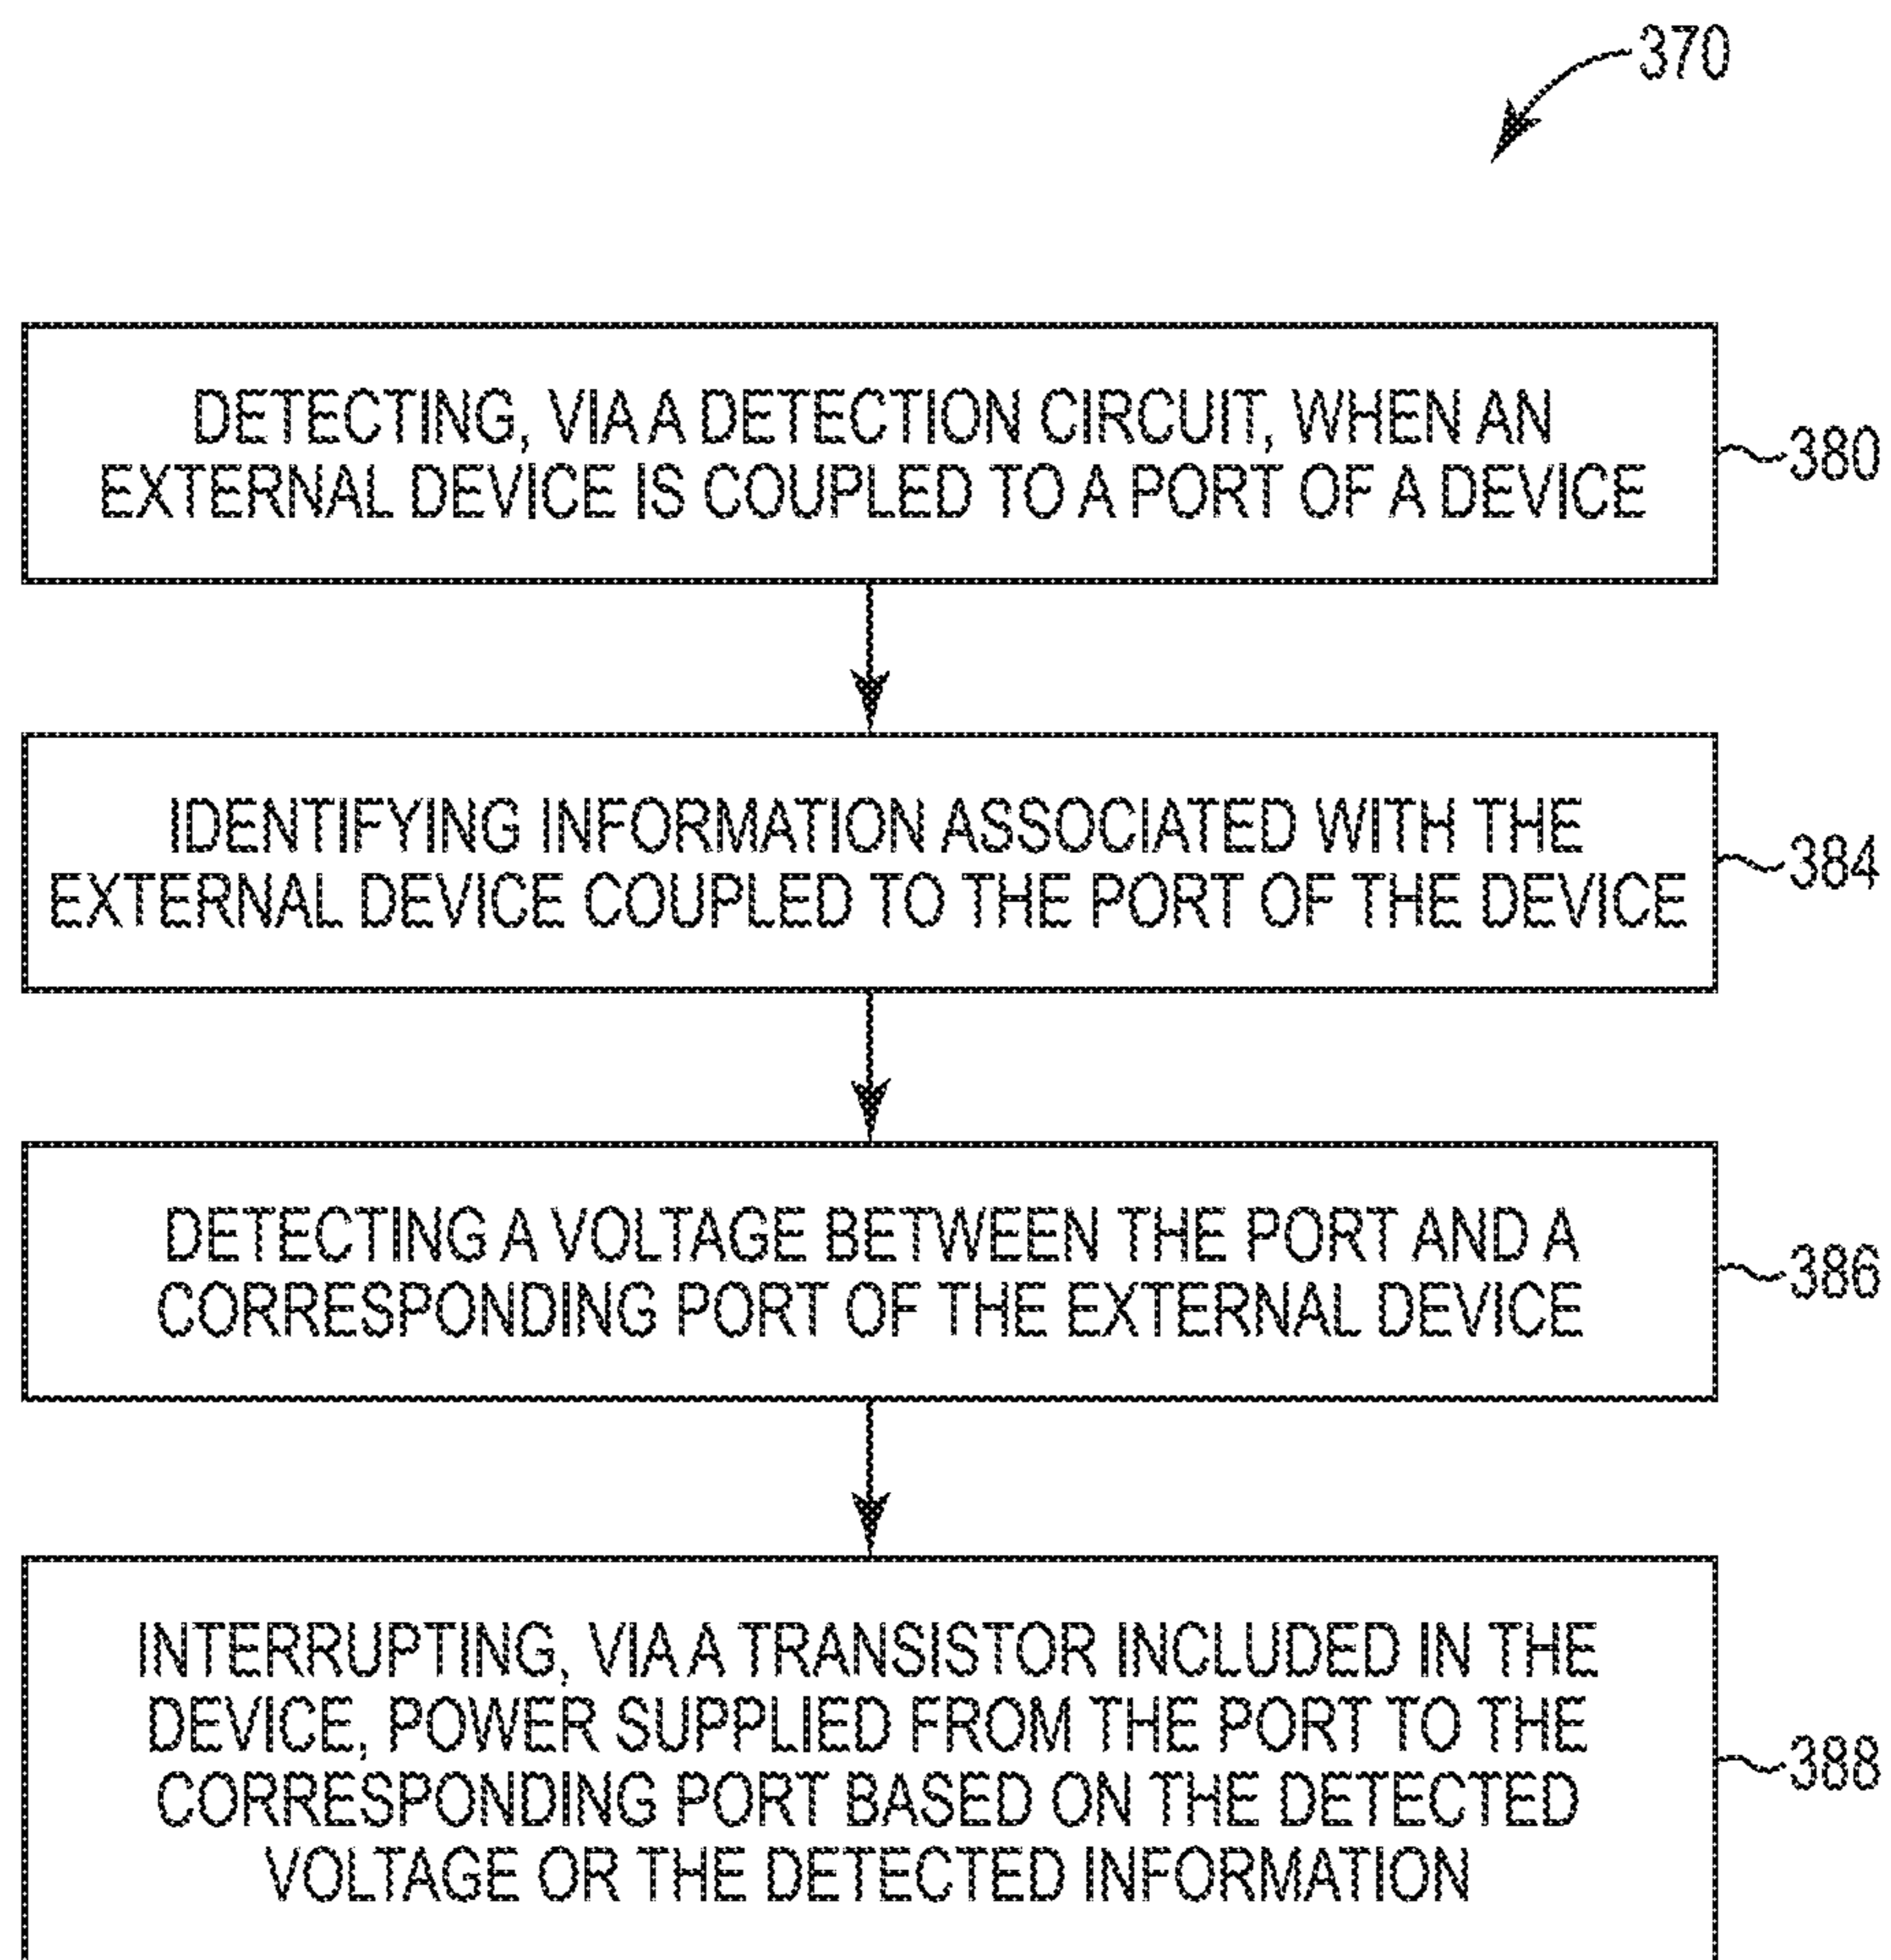 370
DETECTING, VIA A DETECTION CIRCUIT, WHEN AN
EXTERNAL DEVICE IS COUPLED TO A PORT OF A DEVICE
380
IDENTIFYING INFORMATION ASSOCIATED WITH THE
EXTERNAL DEVICE COUPLED TO THE PORT OF THE DEVICE
384
DETECTING A VOLTAGE BETWEEN THE PORT AND A
CORRESPONDING PORT OF THE EXTERNAL DEVICE
386
INTERRUPTING, VIA A TRANSISTOR INCLUDED IN THE
DEVICE, POWER SUPPLIED FROM THE PORT TO THE
CORRESPONDING PORT BASED ON THE DETECTED
VOLTAGE OR THE DETECTED INFORMATION
388